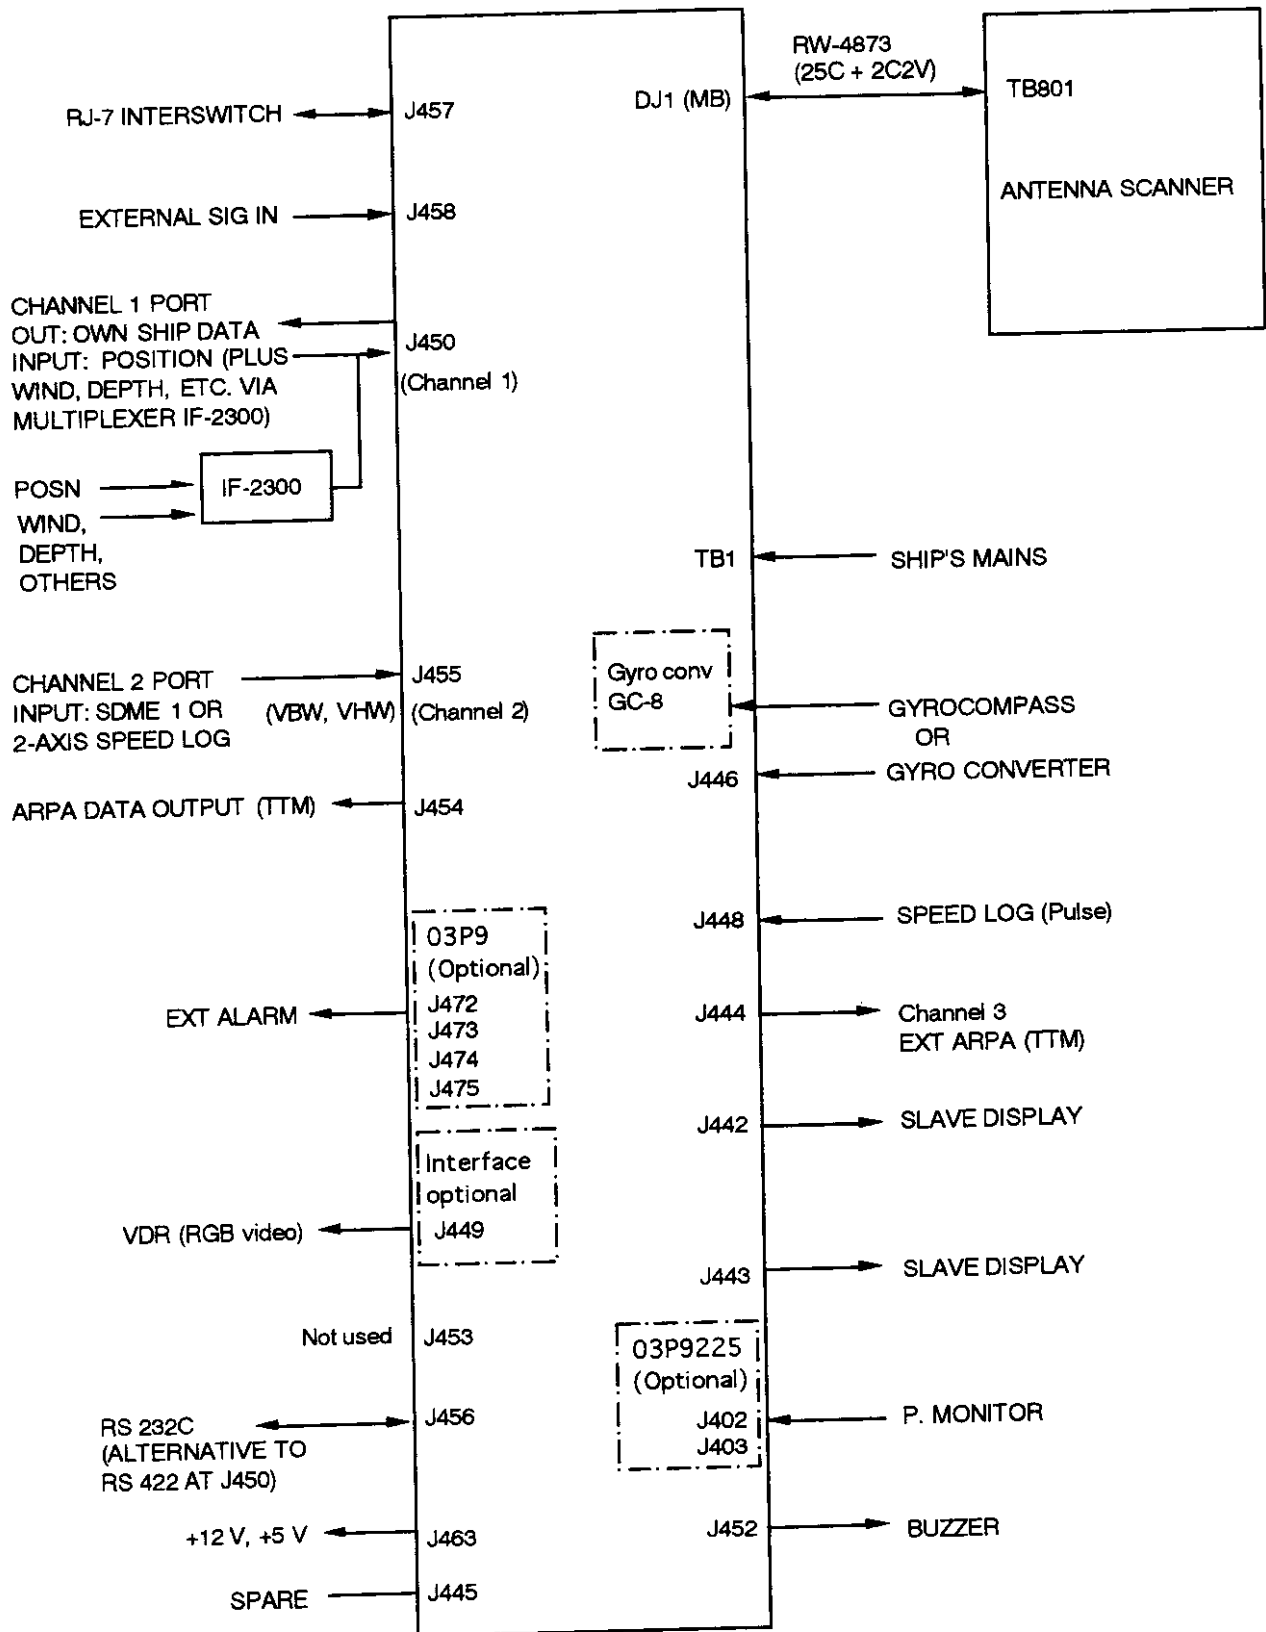 RW-4873
(25C + 2C2V)
DJ1 (MB)
TB801
RJ-7 INTERSWITCH
J457
ANTENNA SCANNER
EXTERNAL SIG IN
J458
CHANNEL 1 PORT
OUT: OWN SHIP DATA
INPUT: POSITION (PLUS
WIND, DEPTH, ETC. VIA
MULTIPLEXER IF-2300)
J450
(Channel 1)
POSN
IF-2300
WIND,
DEPTH,
OTHERS
TB1
SHIP'S MAINS
CHANNEL 2 PORT
INPUT: SDME 1 OR
2-AXIS SPEED LOG
(VBW, VHW)
J455
(Channel 2)
Gyro conv
GC-8
GYROCOMPASS
OR
GYRO CONVERTER
J446
ARPA DATA OUTPUT (TTM)
J454
J448
SPEED LOG (Pulse)
03P9
(Optional)
J472
J473
J474
J475
EXT ALARM
J444
Channel 3
EXT ARPA (TTM)
J442
SLAVE DISPLAY
Interface
optional
J449
VDR (RGB video)
J443
SLAVE DISPLAY
Not used
J453
03P9225
(Optional)
J402
J403
P. MONITOR
RS 232C
(ALTERNATIVE TO
RS 422 AT J450)
J456
+12 V, +5 V
J463
J452
BUZZER
SPARE
J445